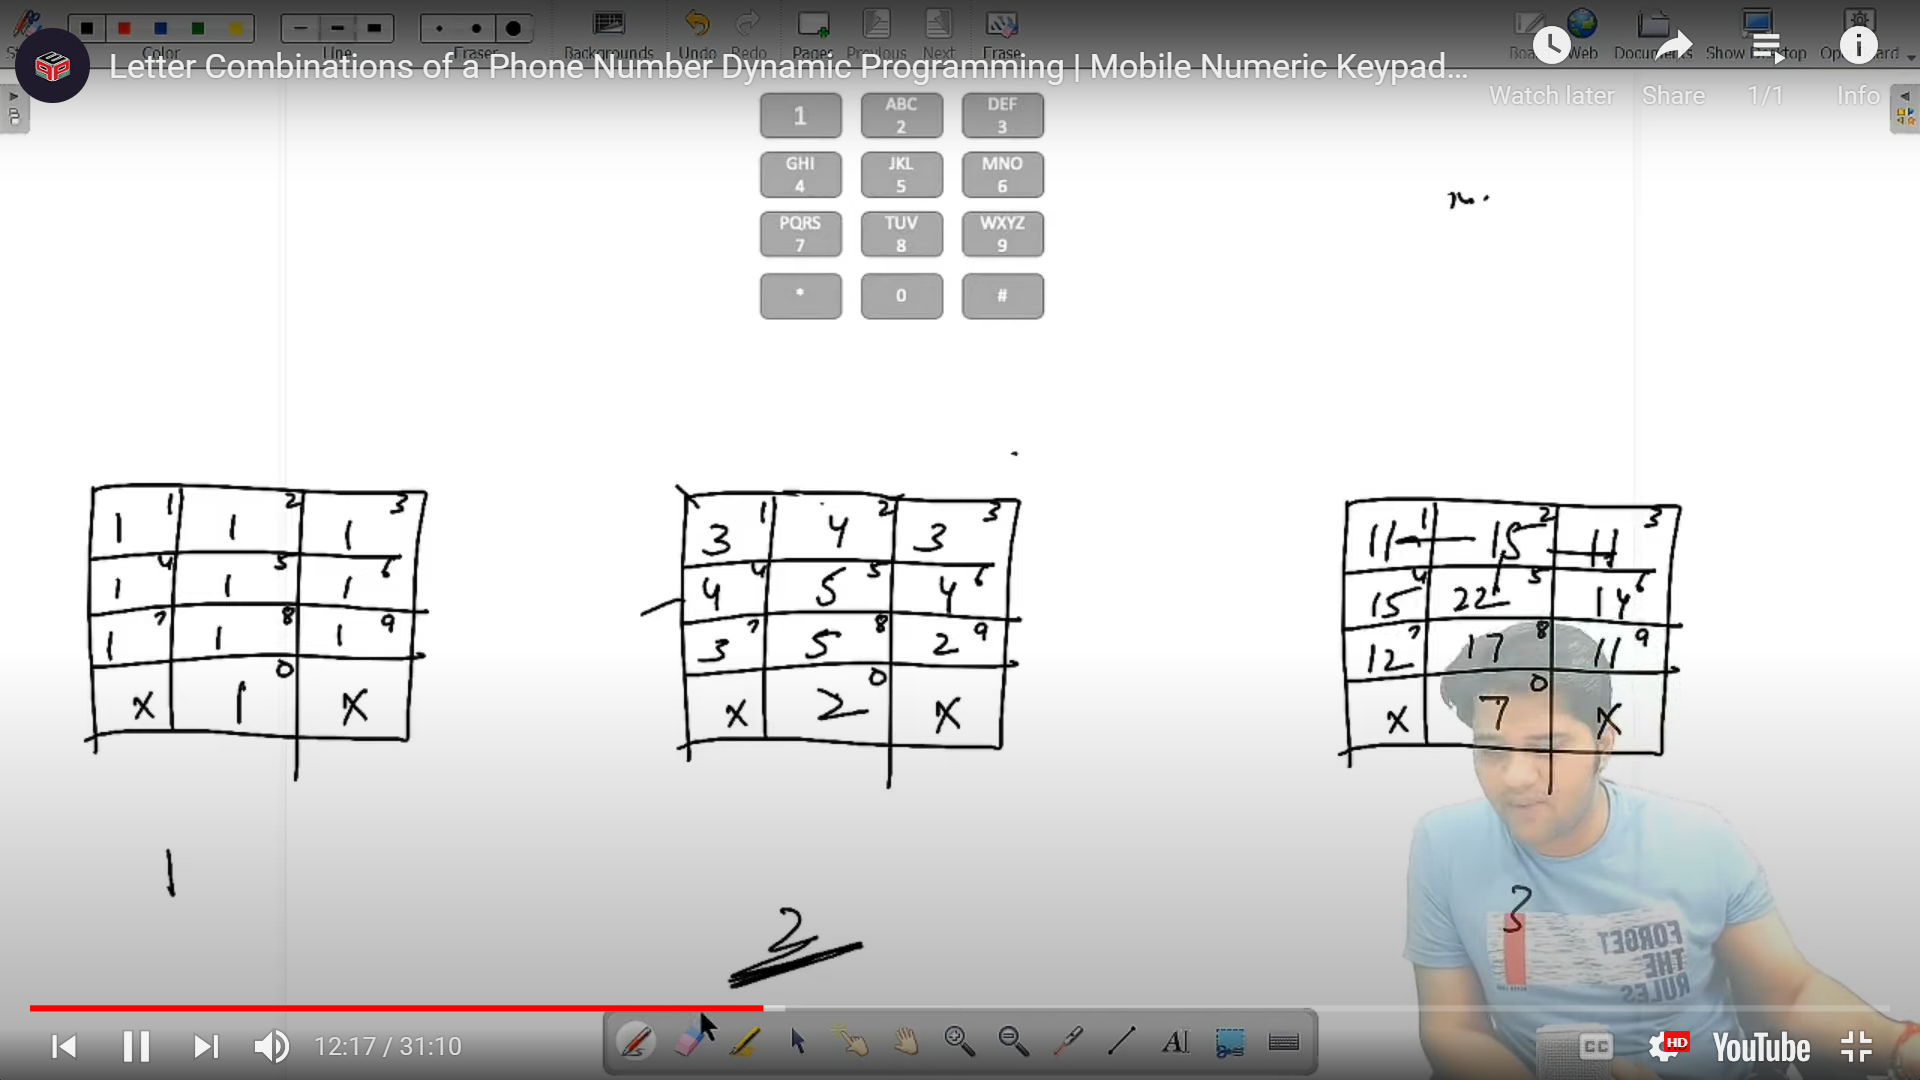 Color Line Eraser Backgrounds Undo Redo Pages Previous Next Erase Web Documents Show Desktop
Letter Combinations of a Phone Number Dynamic Programming | Mobile Numeric Keypad...
Watch later Share 1/1 Info
1 ABC DEF
2 3
GHI JKL MNO
4 5 6
PQRS TUV WXYZ
7 8 9
* 0 #
1 2 3
1 1 1
4 5 6
1 1 1
7 8 9
1 1 1
0
X 1 X
1
1 2 3
3 4 3
4 5 6
4 5 4
7 8 9
3 5 2
0
X 2 X
2
1 2 3
11 15 11
4 5 6
15 22 14
7 8 9
12 17 11
0
X 7 X
3
FORGET
THE
RULES
12:17 / 31:10
AI
CC
HD
YouTube